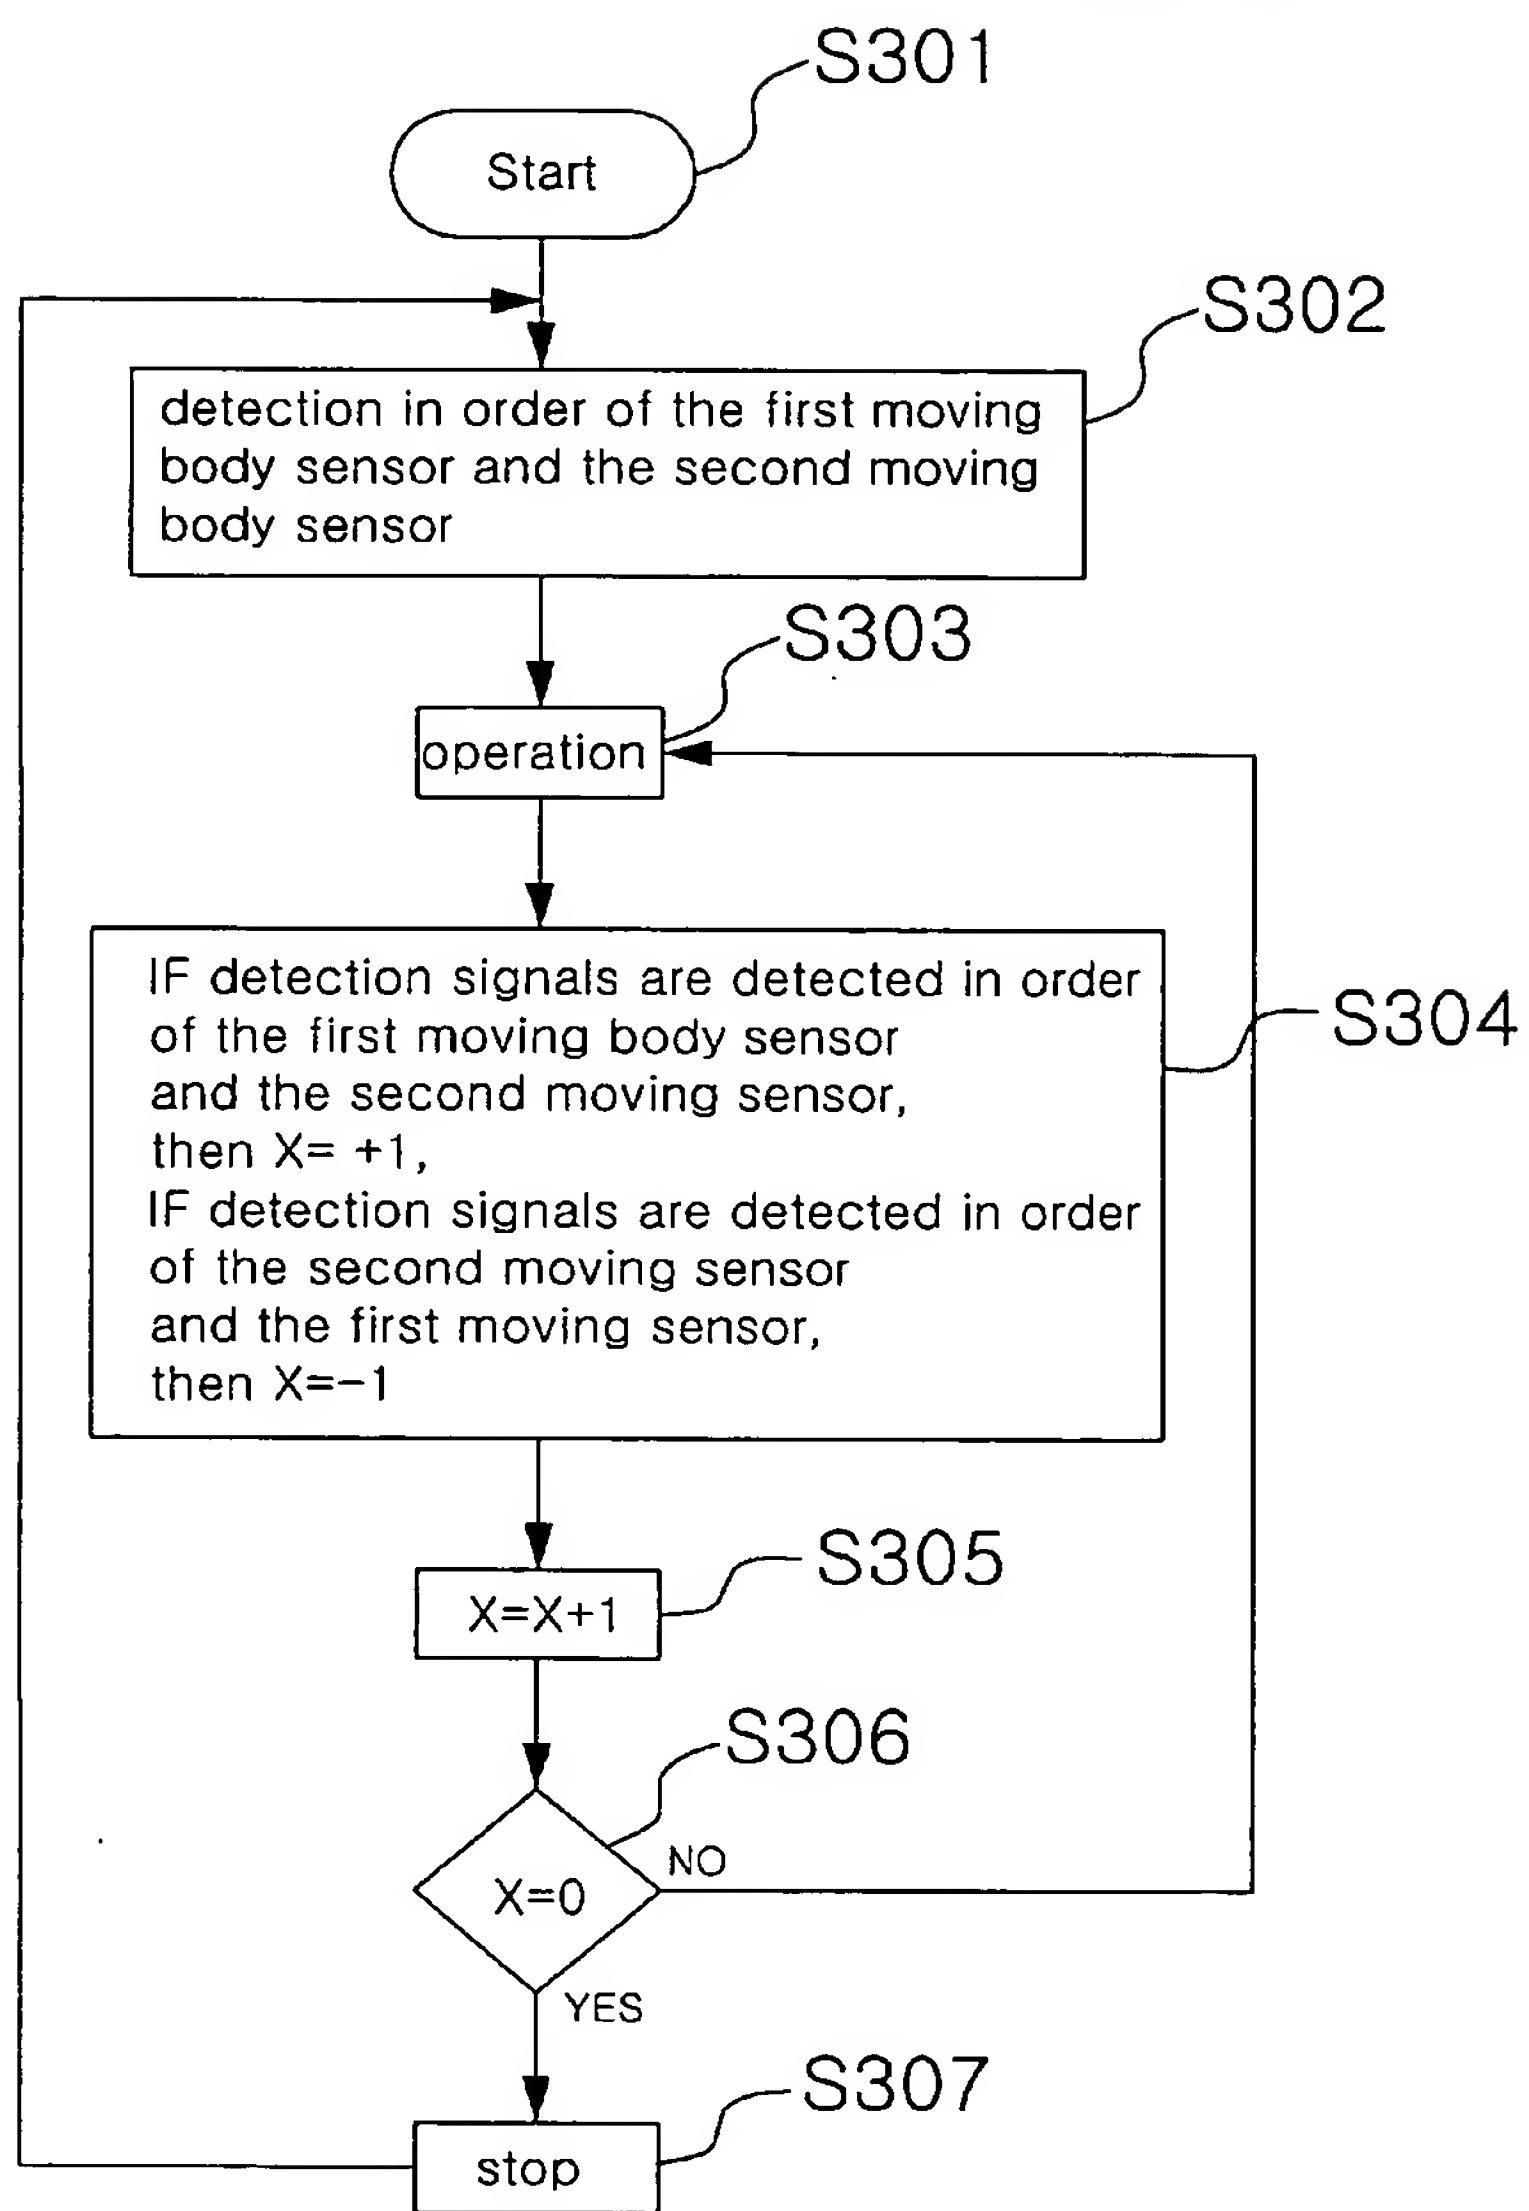 S301
Start
S302
detection in order of the first moving
body sensor and the second moving
body sensor
S303
operation
IF detection signals are detected in order
of the first moving body sensor
and the second moving sensor,
then X= +1,
IF detection signals are detected in order
of the second moving sensor
and the first moving sensor,
then X=-1
S304
S305
X=X+1
S306
NO
X=0
YES
S307
stop